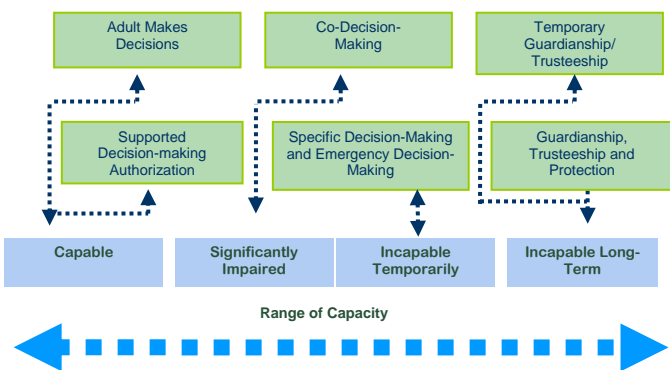 Adult Makes
Decisions
Co-Decision-
Making
Temporary
Guardianship/
Trusteeship
Supported
Decision-making
Authorization
Specific Decision-Making
and Emergency Decision-
Making
Guardianship,
Trusteeship and
Protection
Capable
Significantly
Impaired
Incapable
Temporarily
Incapable Long-
Term
Range of Capacity